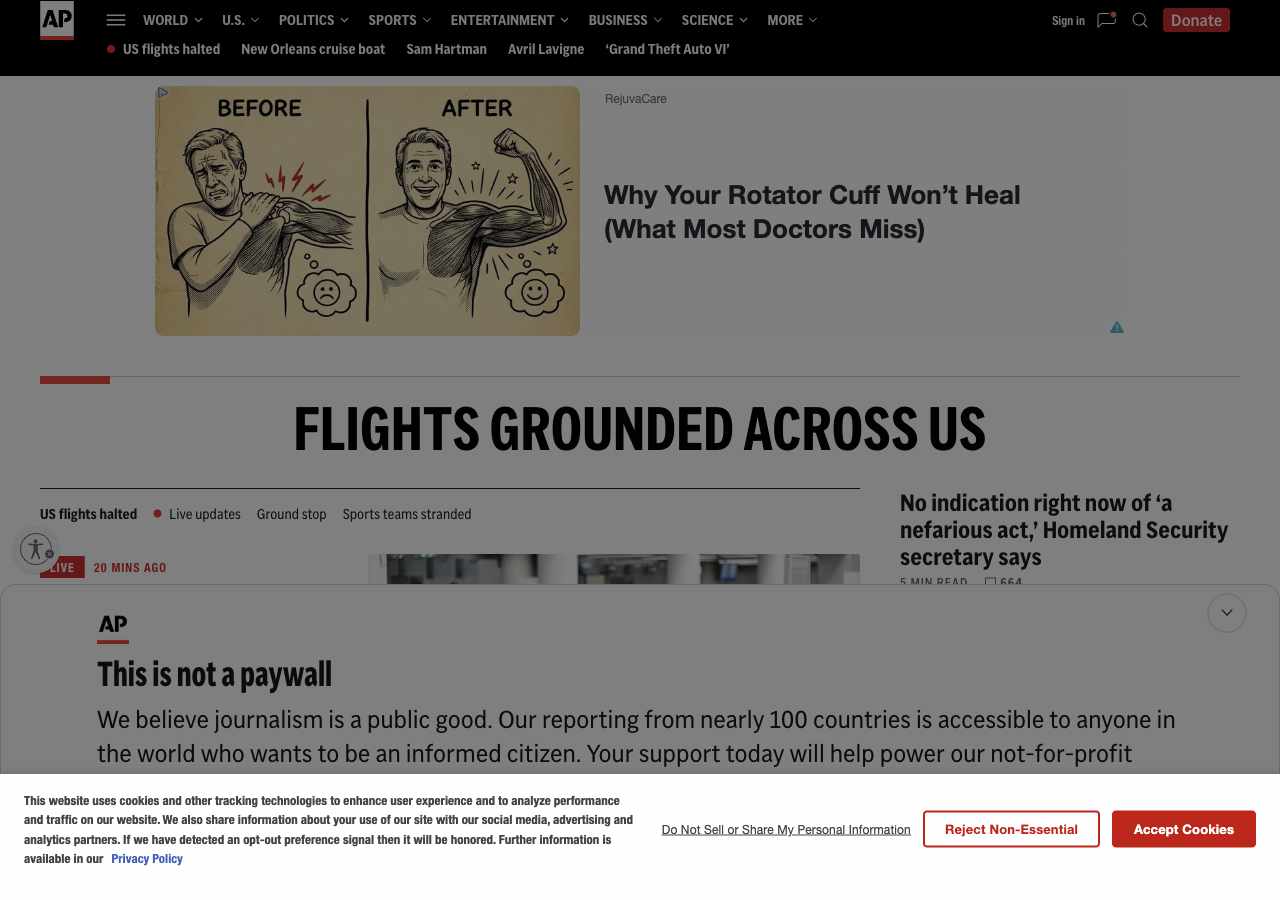 AP
WORLD
U.S.
POLITICS
SPORTS
ENTERTAINMENT
BUSINESS
SCIENCE
MORE
Sign in
Donate
US flights halted
New Orleans cruise boat
Sam Hartman
Avril Lavigne
‘Grand Theft Auto VI’
BEFORE
AFTER
RejuvaCare
Why Your Rotator Cuff Won’t Heal
(What Most Doctors Miss)
FLIGHTS GROUNDED ACROSS US
US flights halted
Live updates
Ground stop
Sports teams stranded
LIVE
20 MINS AGO
No indication right now of ‘a
nefarious act,’ Homeland Security
secretary says
5 MIN READ
664
AP
This is not a paywall
We believe journalism is a public good. Our reporting from nearly 100 countries is accessible to anyone in
the world who wants to be an informed citizen. Your support today will help power our not-for-profit
This website uses cookies and other tracking technologies to enhance user experience and to analyze performance
and traffic on our website. We also share information about your use of our site with our social media, advertising and
analytics partners. If we have detected an opt-out preference signal then it will be honored. Further information is
available in our Privacy Policy
Do Not Sell or Share My Personal Information
Reject Non-Essential
Accept Cookies